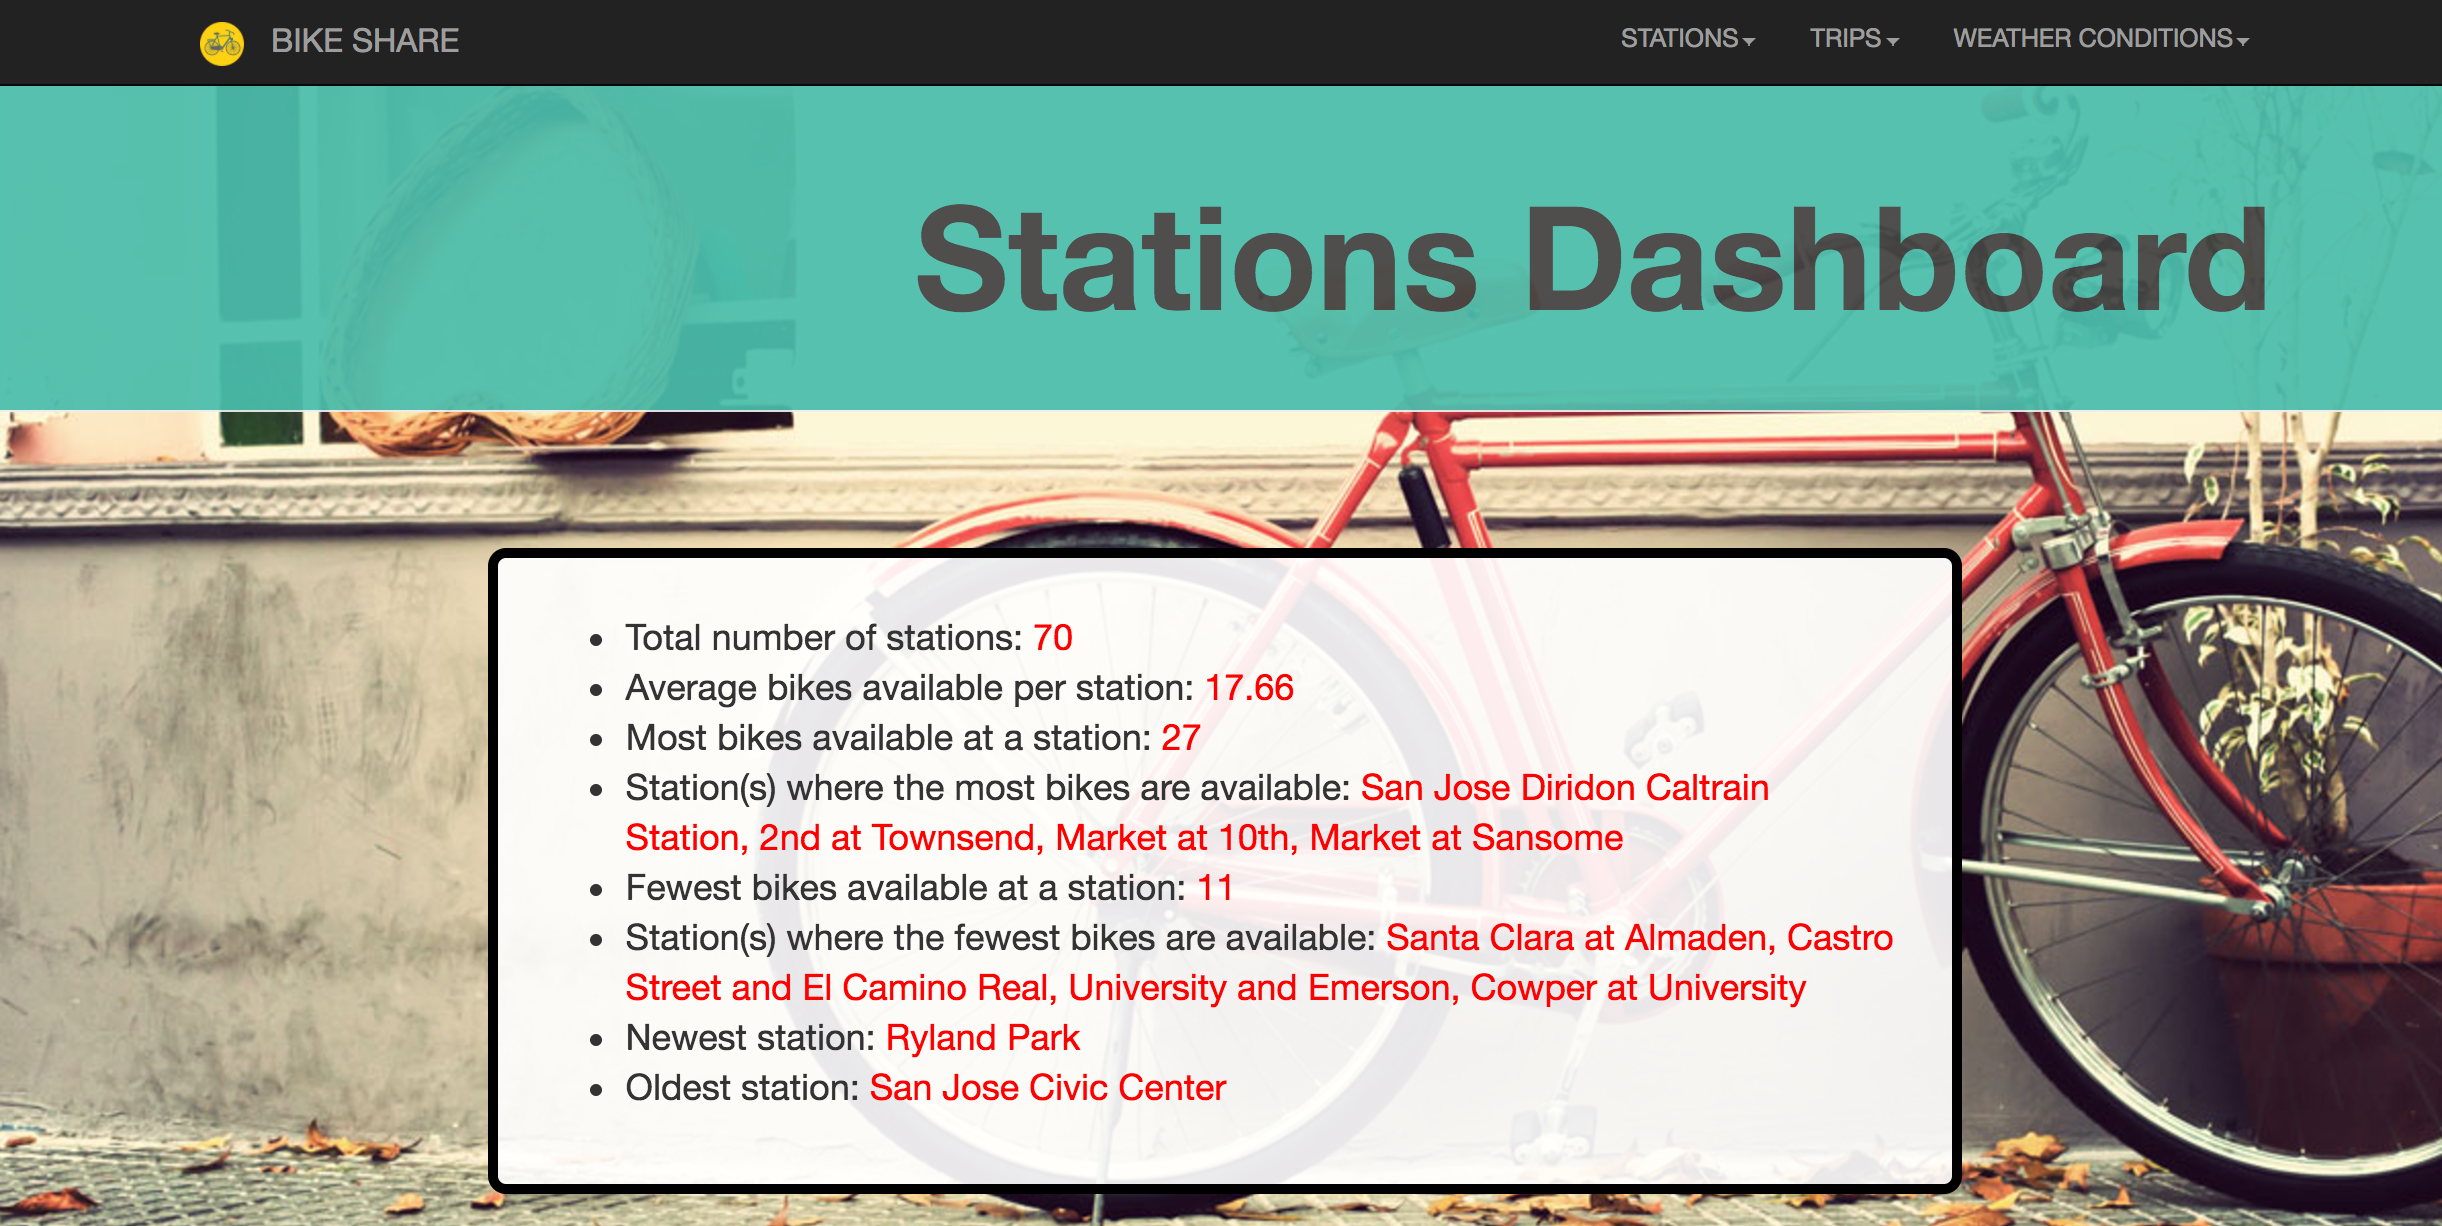 BIKE SHARE
STATIONS TRIPS WEATHER CONDITIONS
Stations Dashboard
Total number of stations: 70
Average bikes available per station: 17.66
Most bikes available at a station: 27
Station(s) where the most bikes are available: San Jose Diridon Caltrain
Station, 2nd at Townsend, Market at 10th, Market at Sansome
Fewest bikes available at a station: 11
Station(s) where the fewest bikes are available: Santa Clara at Almaden, Castro
Street and El Camino Real, University and Emerson, Cowper at University
Newest station: Ryland Park
Oldest station: San Jose Civic Center